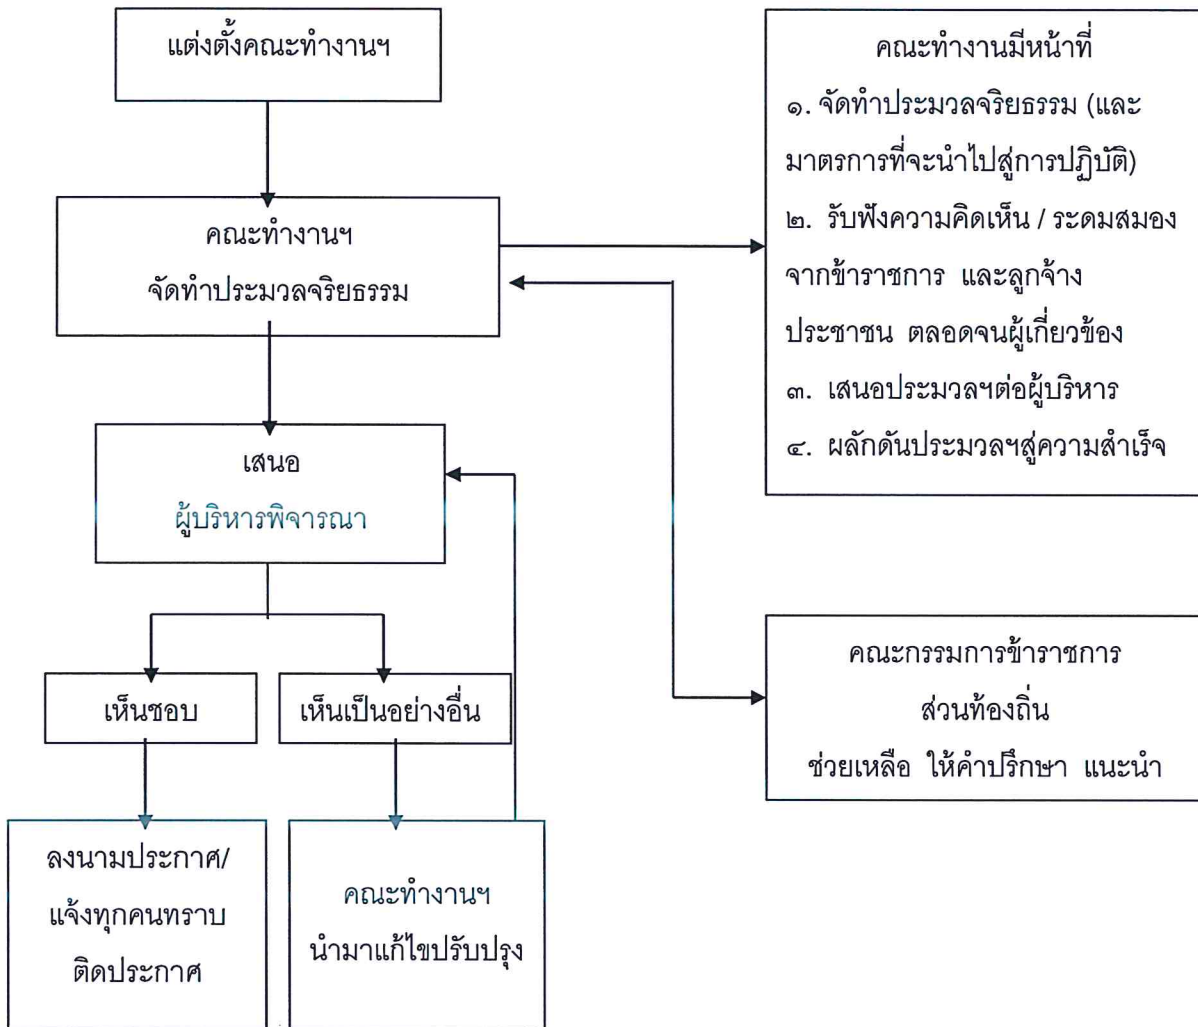 แต่งตั้งคณะทำงานฯ
คณะทำงานฯ
จัดทำประมวลจริยธรรม
คณะทำงานมีหน้าที่
๑. จัดทำประมวลจริยธรรม (และ
มาตรการที่จะนำไปสู่การปฏิบัติ)
๒. รับฟังความคิดเห็น / ระดมสมอง
จากข้าราชการ และลูกจ้าง
ประชาชน ตลอดจนผู้เกี่ยวข้อง
๓. เสนอประมวลฯต่อผู้บริหาร
๔. ผลักดันประมวลฯสู่ความสำเร็จ
เสนอ
ผู้บริหารพิจารณา
คณะกรรมการข้าราชการ
ส่วนท้องถิ่น
ช่วยเหลือ ให้คำปรึกษา แนะนำ
เห็นชอบ
เห็นเป็นอย่างอื่น
ลงนามประกาศ/
แจ้งทุกคนทราบ
ติดประกาศ
คณะทำงานฯ
นำมาแก้ไขปรับปรุง